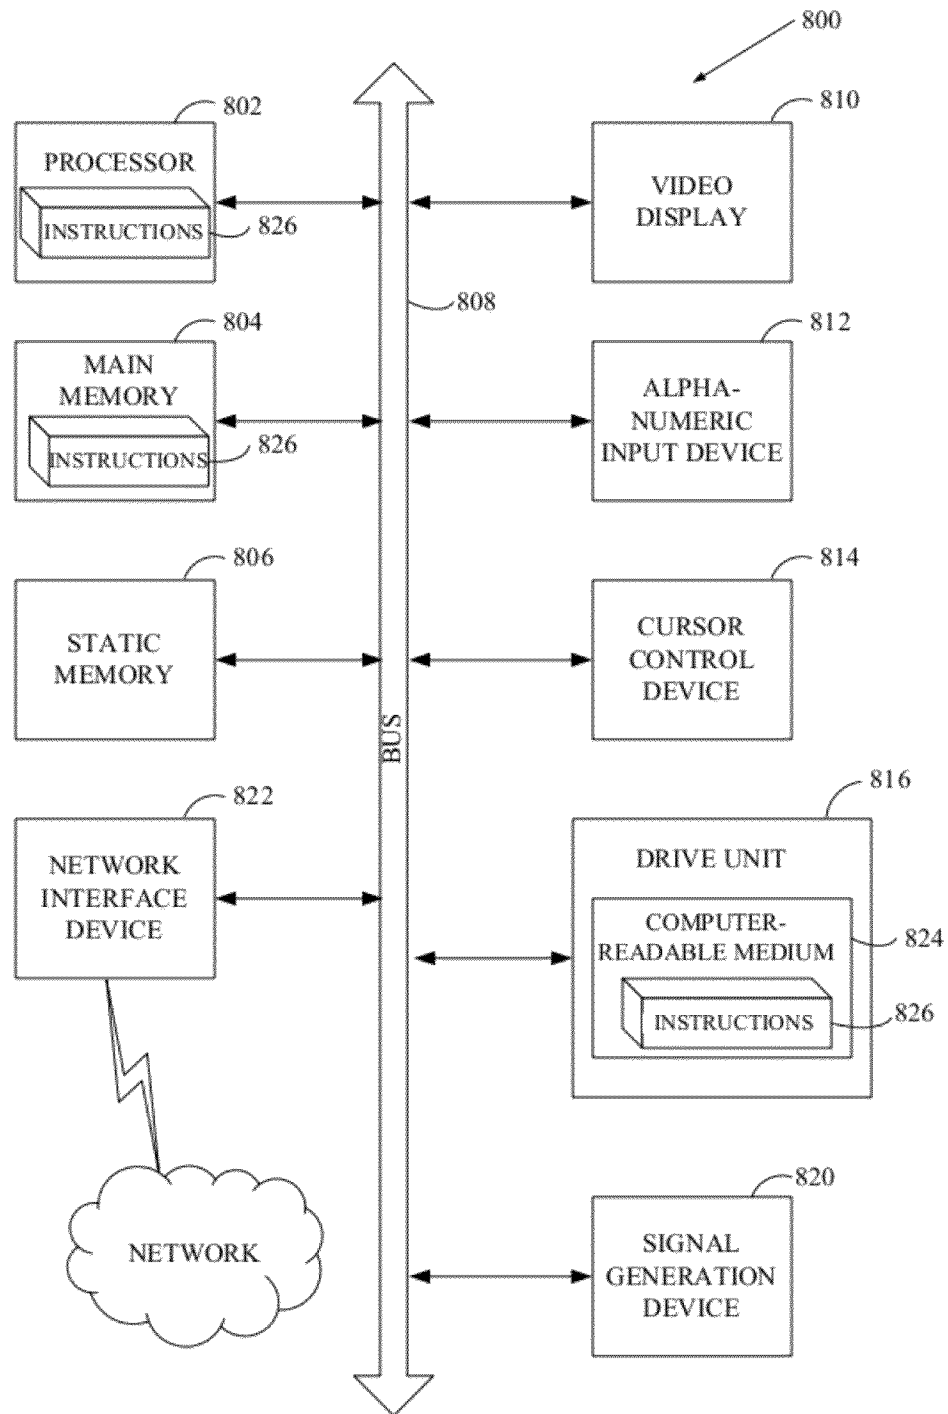 800
802
PROCESSOR
INSTRUCTIONS
826
810
VIDEO
DISPLAY
808
804
MAIN
MEMORY
INSTRUCTIONS
826
812
ALPHA-
NUMERIC
INPUT DEVICE
806
STATIC
MEMORY
814
CURSOR
CONTROL
DEVICE
BUS
822
NETWORK
INTERFACE
DEVICE
816
DRIVE UNIT
COMPUTER-
READABLE MEDIUM
824
INSTRUCTIONS
826
NETWORK
820
SIGNAL
GENERATION
DEVICE